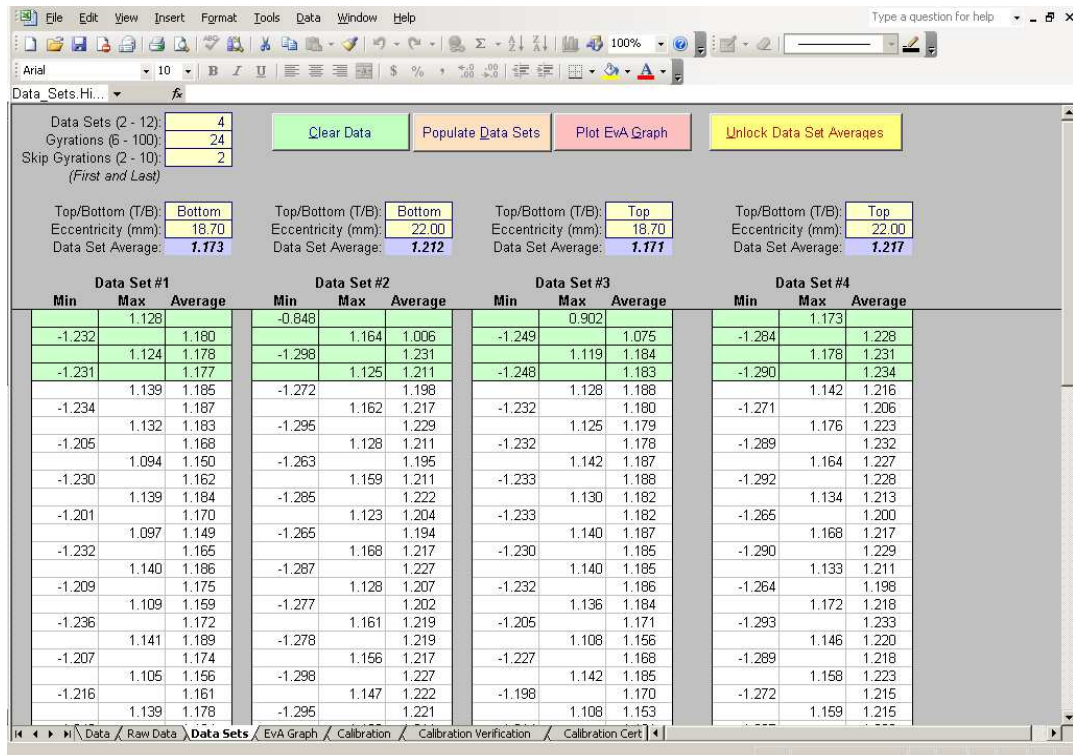 File Edit View Insert Format Tools Data Window Help Type a question for help
100%
Arial 10 B I U $ % ,
Data_Sets.Hi... fx
Data Sets (2 - 12): 4 Clear Data Populate Data Sets Plot EvA Graph Unlock Data Set Averages
Gyrations (6 - 100): 24
Skip Gyrations (2 - 10): 2
(First and Last)
Top/Bottom (T/B): Bottom Top/Bottom (T/B): Bottom Top/Bottom (T/B): Top Top/Bottom (T/B): Top
Eccentricity (mm): 18.70 Eccentricity (mm): 22.00 Eccentricity (mm): 18.70 Eccentricity (mm): 22.00
Data Set Average: 1.173 Data Set Average: 1.212 Data Set Average: 1.171 Data Set Average: 1.217
Data Set #1 Data Set #2 Data Set #3 Data Set #4
Min Max Average Min Max Average Min Max Average Min Max Average
1.128 -0.848 0.902 1.173
-1.232 1.180 1.164 1.006 -1.249 1.075 -1.284 1.228
1.124 1.178 -1.298 1.231 1.119 1.184 1.178 1.231
-1.231 1.177 1.125 1.211 -1.248 1.183 -1.290 1.234
1.139 1.185 -1.272 1.198 1.128 1.188 1.142 1.216
-1.234 1.187 1.162 1.217 -1.232 1.180 -1.271 1.206
1.132 1.183 -1.295 1.229 1.125 1.179 1.176 1.223
-1.205 1.168 1.128 1.211 -1.232 1.178 -1.289 1.232
1.094 1.150 -1.263 1.195 1.142 1.187 1.164 1.227
-1.230 1.162 1.159 1.211 -1.233 1.188 -1.292 1.228
1.139 1.184 -1.285 1.222 1.130 1.182 1.134 1.213
-1.201 1.170 1.123 1.204 -1.233 1.182 -1.265 1.200
1.097 1.149 -1.265 1.194 1.140 1.187 1.168 1.217
-1.232 1.165 1.168 1.217 -1.230 1.185 -1.290 1.229
1.140 1.186 -1.287 1.227 1.140 1.185 1.133 1.211
-1.209 1.175 1.128 1.207 -1.232 1.186 -1.264 1.198
1.109 1.159 -1.277 1.202 1.136 1.184 1.172 1.218
-1.236 1.172 1.161 1.219 -1.205 1.171 -1.293 1.233
1.141 1.189 -1.278 1.219 1.108 1.156 1.146 1.220
-1.207 1.174 1.156 1.217 -1.227 1.168 -1.289 1.218
1.105 1.156 -1.298 1.227 1.142 1.185 1.158 1.223
-1.216 1.161 1.147 1.222 -1.198 1.170 -1.272 1.215
1.139 1.178 -1.295 1.221 1.108 1.153 1.159 1.215
Data Raw Data Data Sets EvA Graph Calibration Calibration Verification Calibration Cert